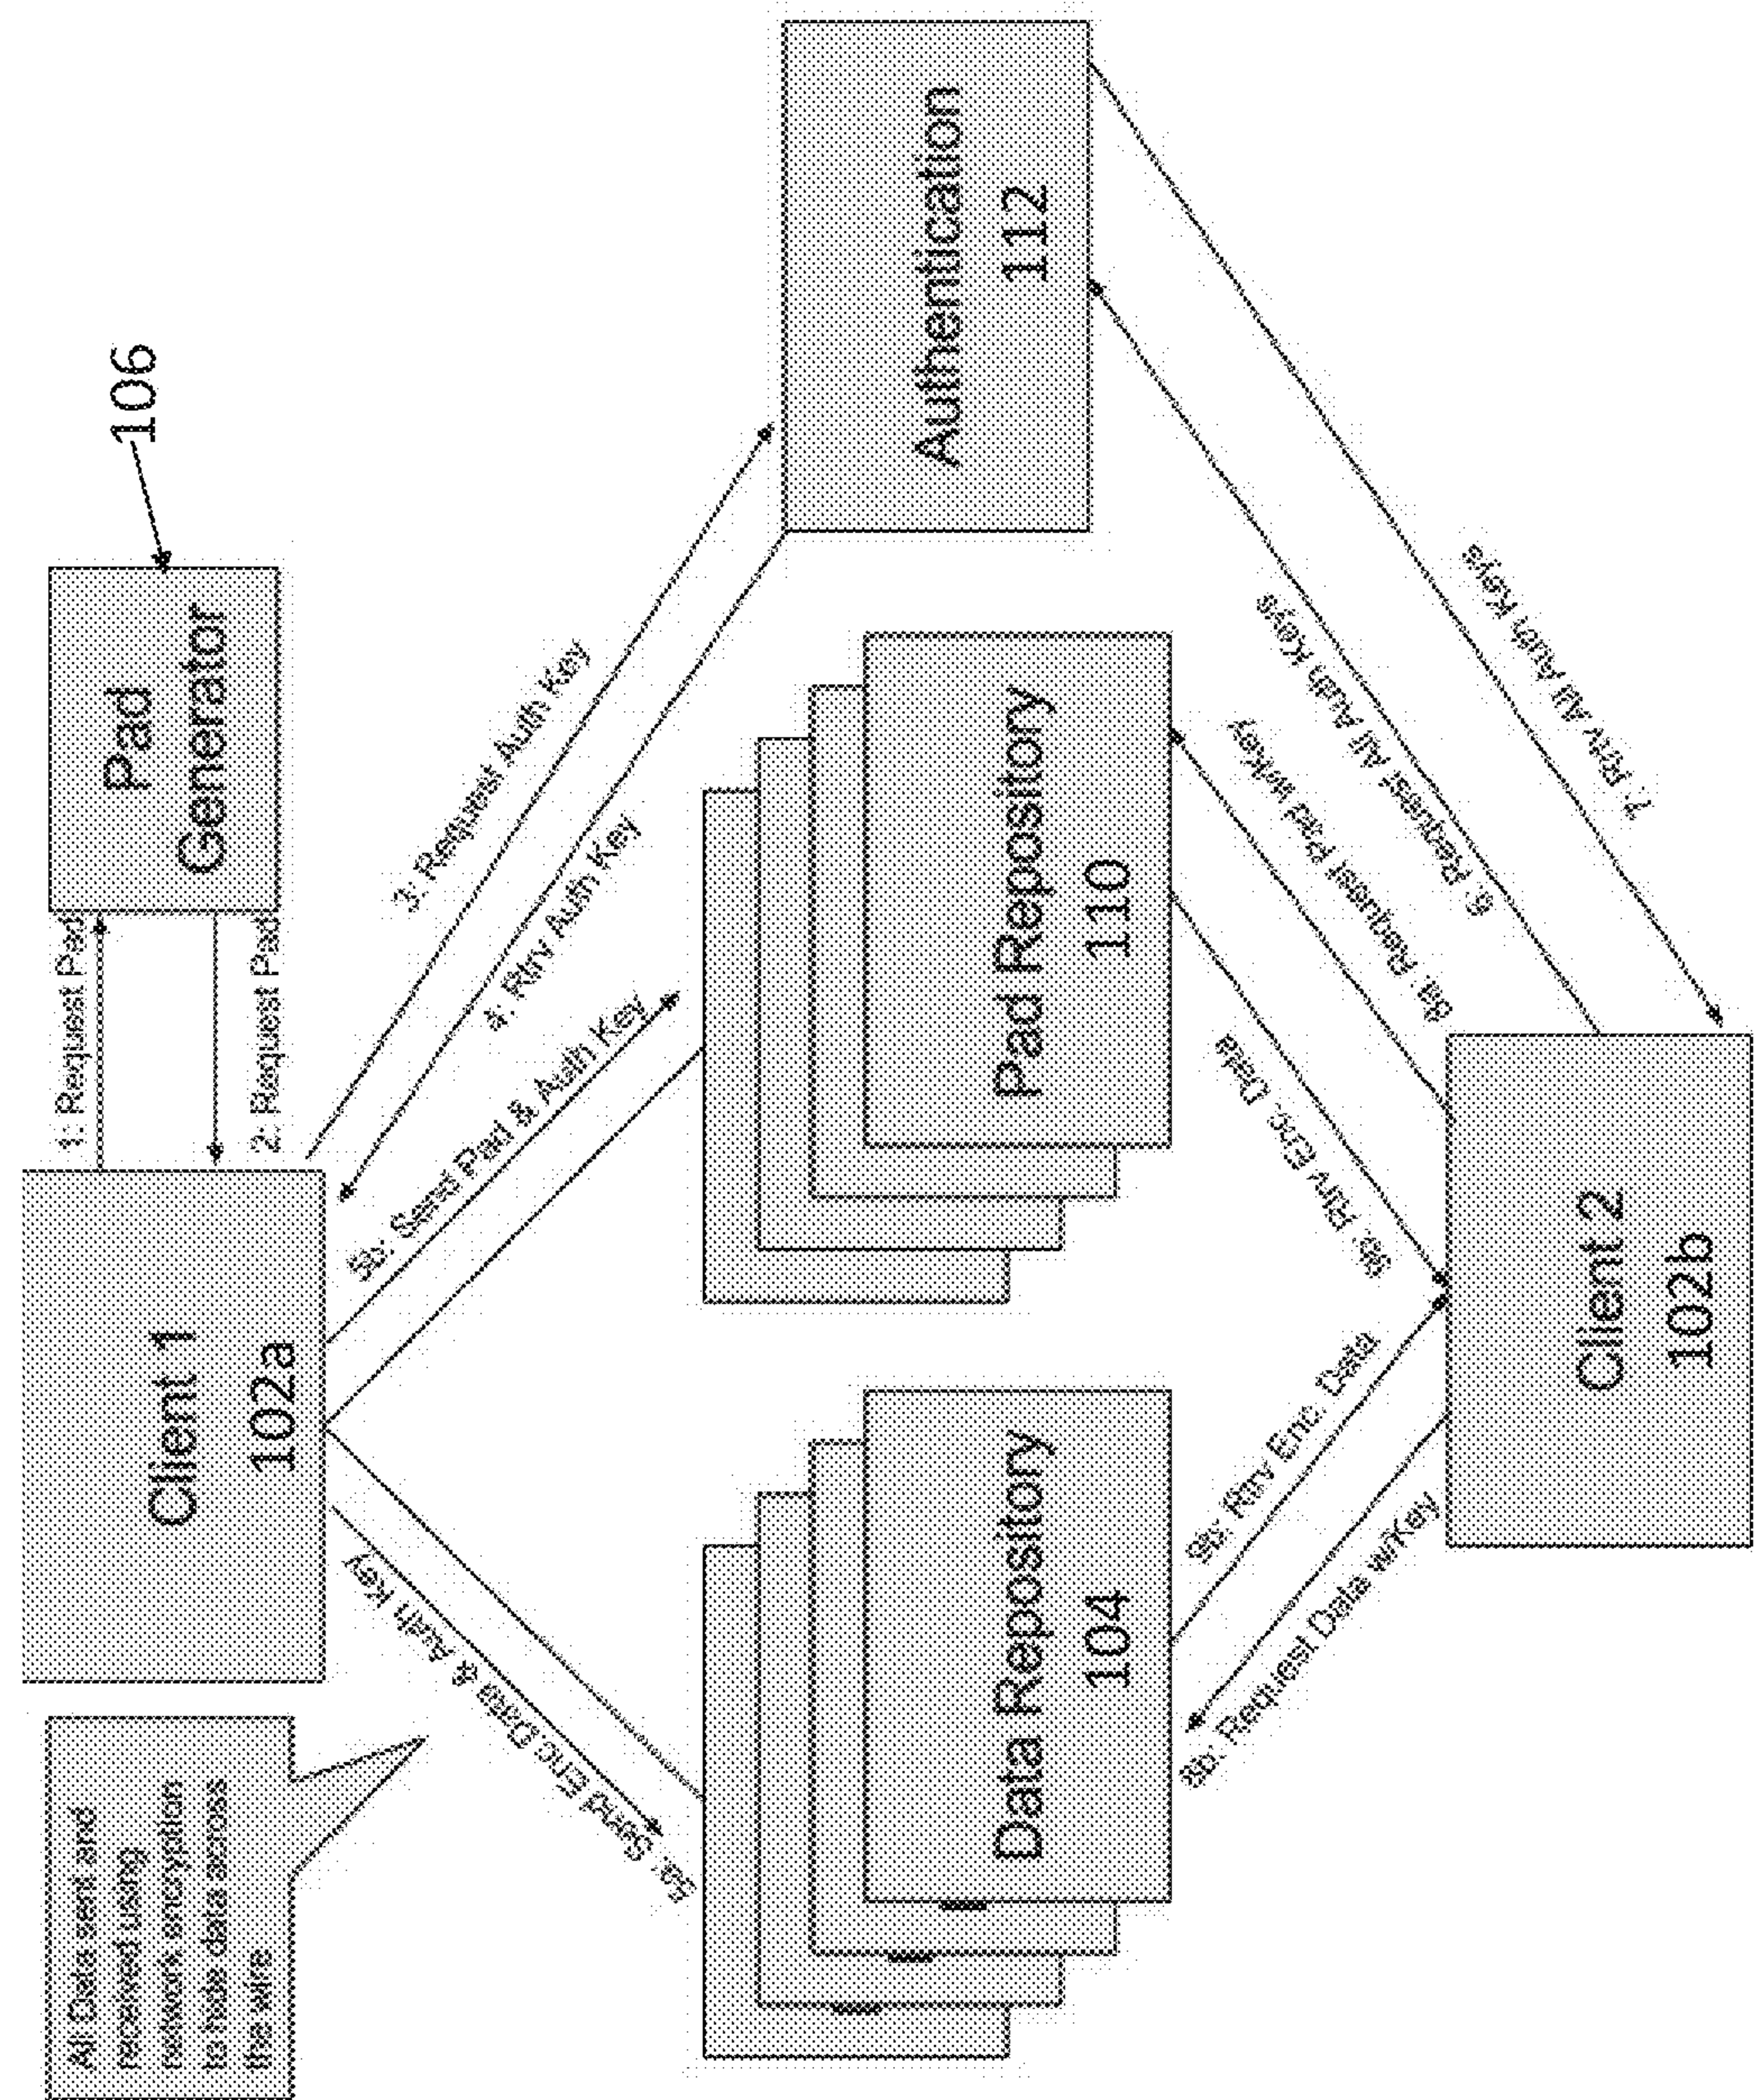 All Data sent and
received using
network encryption
to hide data across
the wire
Client 1
102a
1: Request Pad
2: Request Pad
Pad
Generator
106
3: Request Auth Key
4: Rtrv Auth Key
5b: Send Pad & Auth Key
5a: Send Enc Data & Auth Key
Data Repository
104
Pad Repository
110
Authentication
112
8b: Request Data w/Key
9b: Rtrv Enc. Data
9b: Rtrv Enc. Data
8a: Request Pad w/Key
6: Request All Auth Keys
7: Rtrv All Auth Keys
Client 2
102b